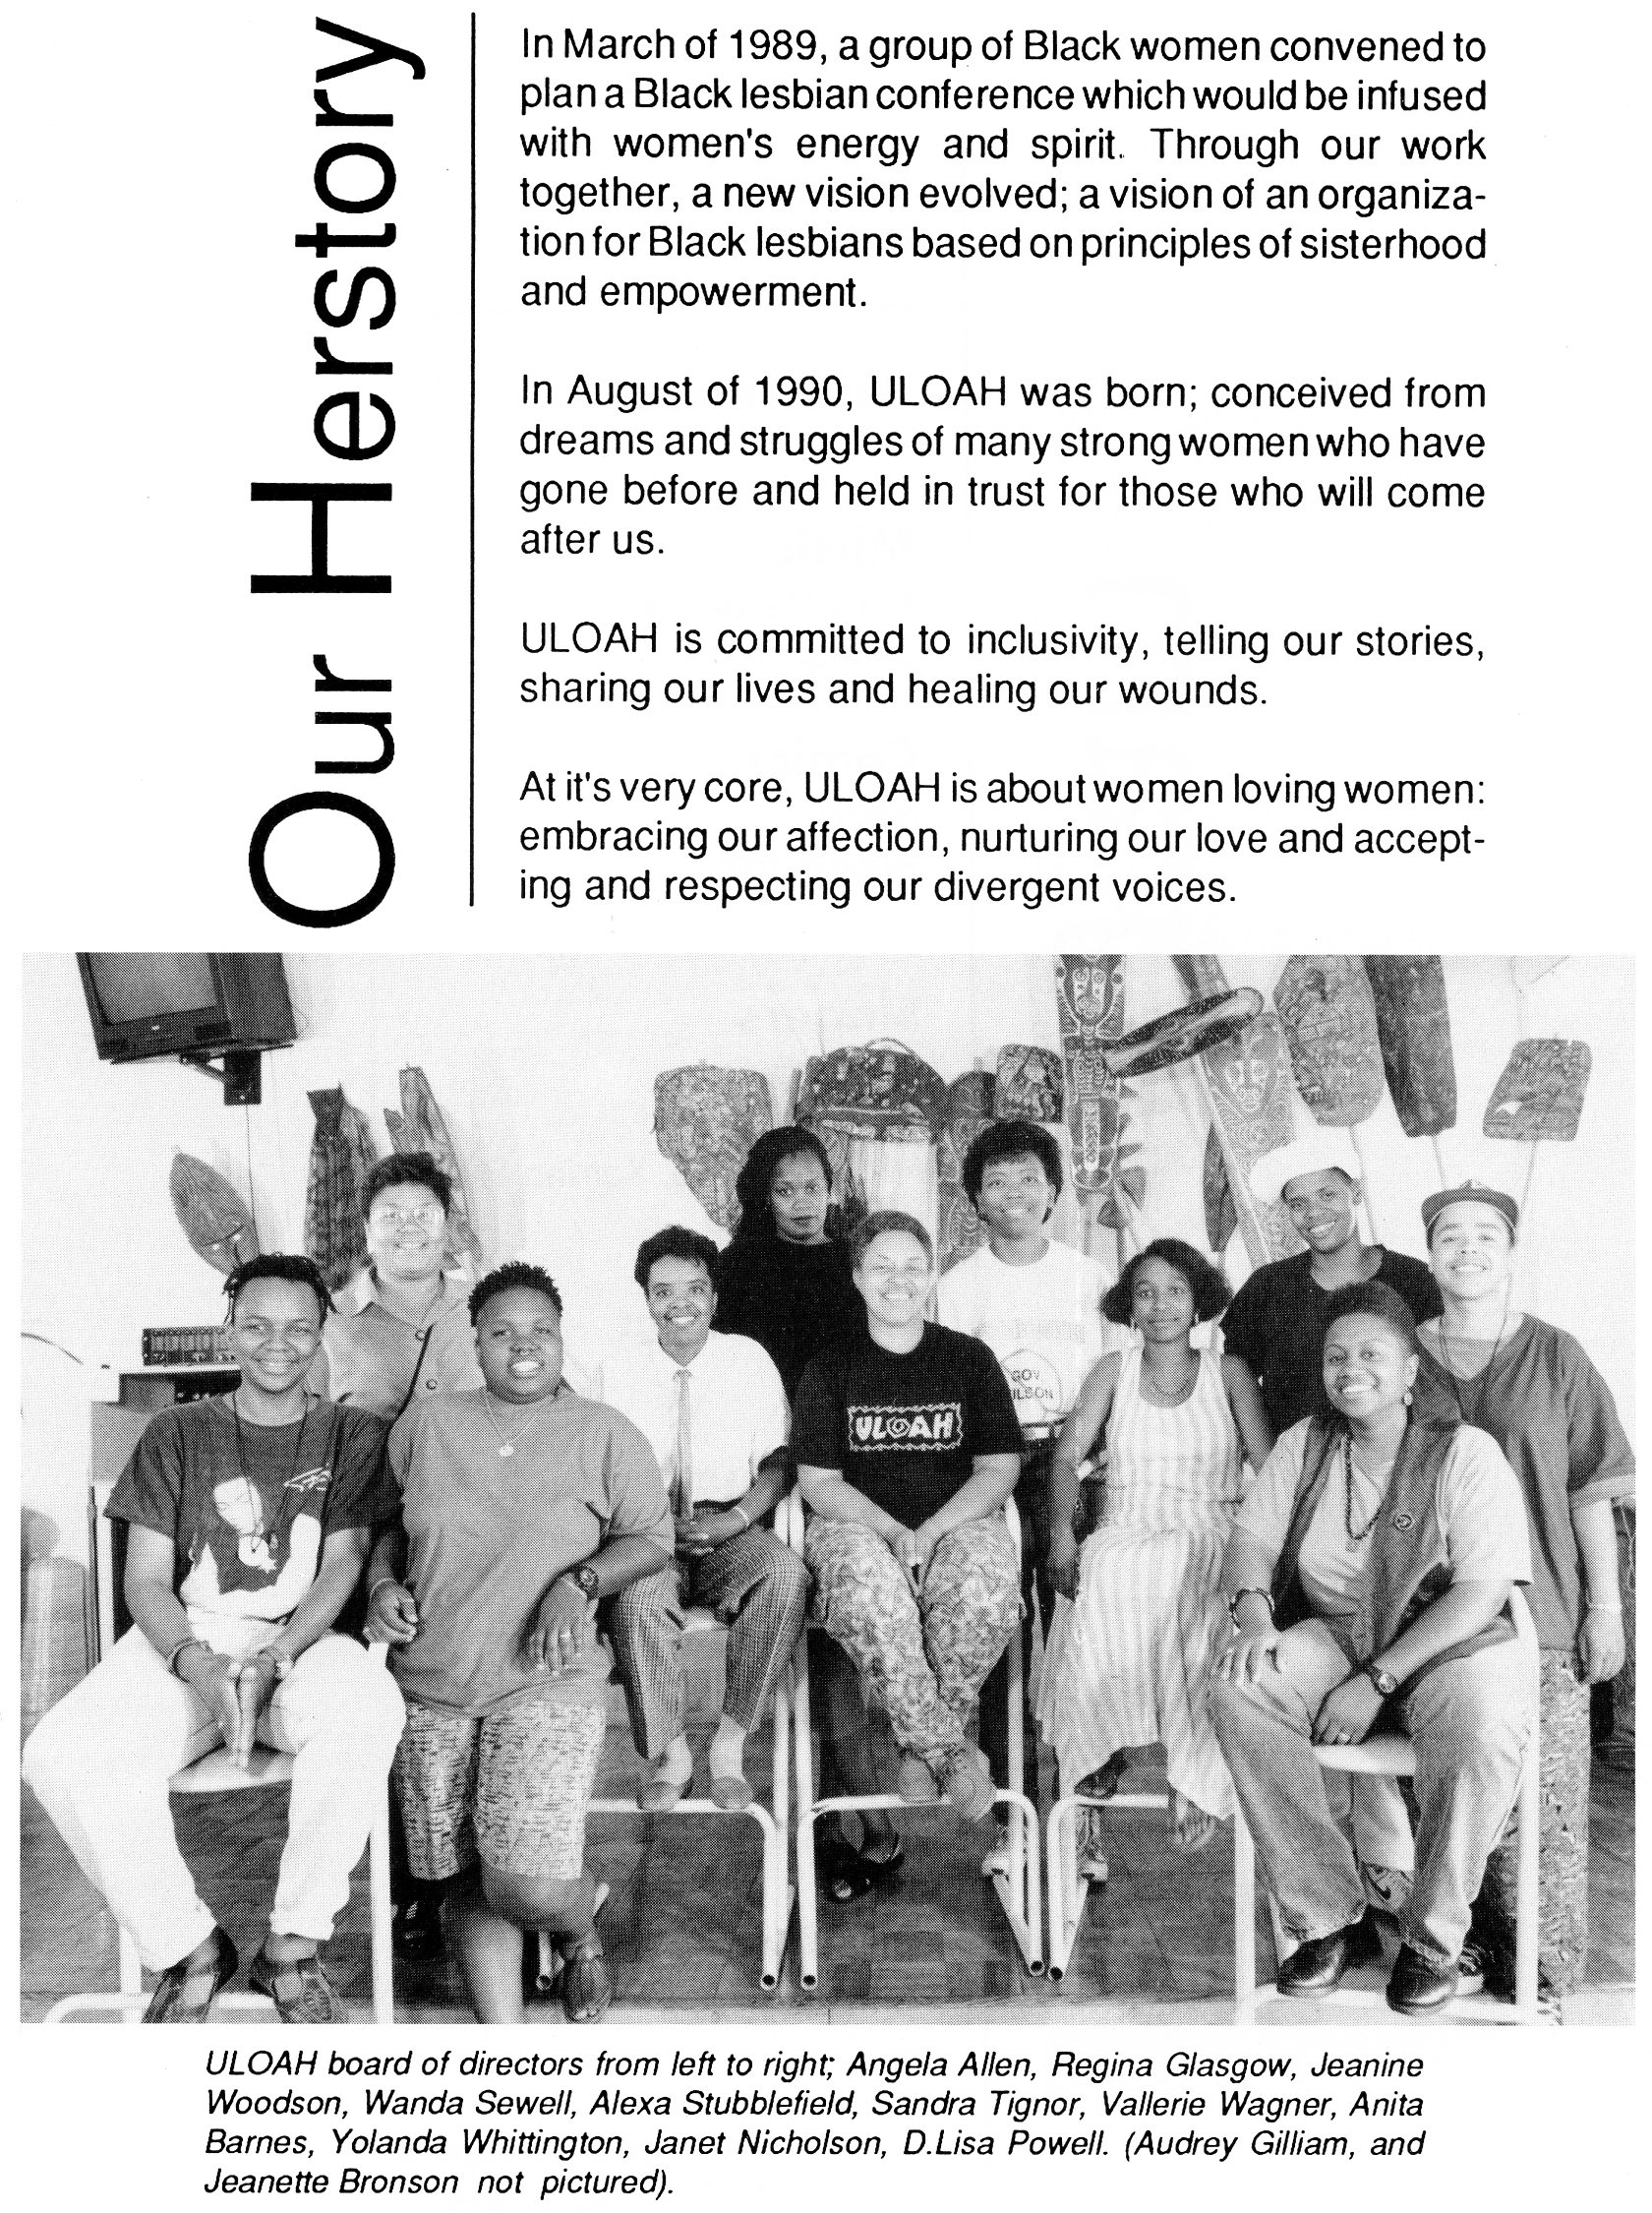 Our Herstory
In March of 1989, a group of Black women convened to
plan a Black lesbian conference which would be infused
with women's energy and spirit. Through our work
together, a new vision evolved; a vision of an organiza-
tion for Black lesbians based on principles of sisterhood
and empowerment.
In August of 1990, ULOAH was born; conceived from
dreams and struggles of many strong women who have
gone before and held in trust for those who will come
after us.
ULOAH is committed to inclusivity, telling our stories,
sharing our lives and healing our wounds.
At it's very core, ULOAH is about women loving women:
embracing our affection, nurturing our love and accept-
ing and respecting our divergent voices.
GOV
ILSON
ULOAH
ULOAH board of directors from left to right; Angela Allen, Regina Glasgow, Jeanine
Woodson, Wanda Sewell, Alexa Stubblefield, Sandra Tignor, Vallerie Wagner, Anita
Barnes, Yolanda Whittington, Janet Nicholson, D.Lisa Powell. (Audrey Gilliam, and
Jeanette Bronson not pictured).